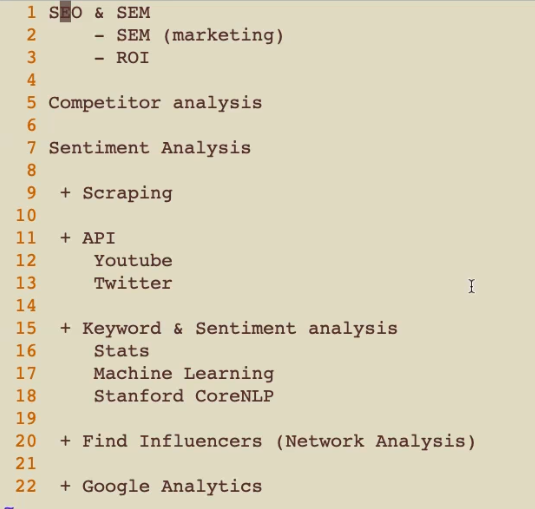 1 SEO & SEM
2     - SEM (marketing)
3     - ROI
4
5 Competitor analysis
6
7 Sentiment Analysis
8
9  + Scraping
10
11  + API
12     Youtube
13     Twitter
14
15  + Keyword & Sentiment analysis
16     Stats
17     Machine Learning
18     Stanford CoreNLP
19
20  + Find Influencers (Network Analysis)
21
22  + Google Analytics
~